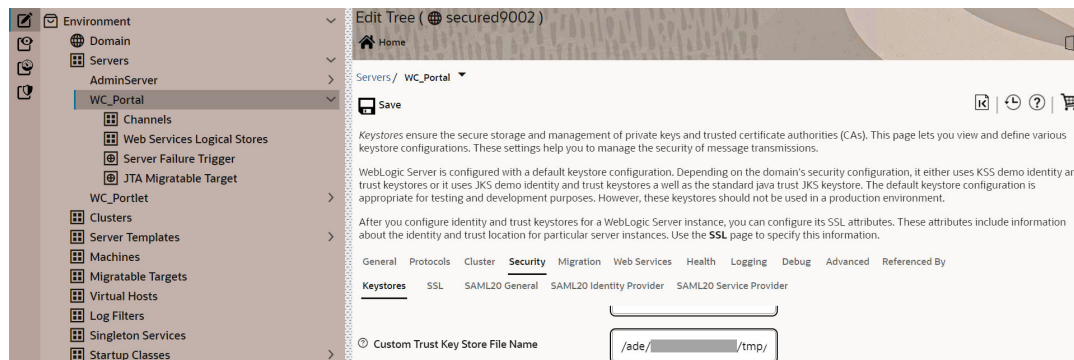 Environment
Domain
Servers
AdminServer
WC_Portal
Channels
Web Services Logical Stores
Server Failure Trigger
JTA Migratable Target
WC_Portlet
Clusters
Server Templates
Machines
Migratable Targets
Virtual Hosts
Log Filters
Singleton Services
Startup Classes
Edit Tree ( secured9002 )
Home
Servers / WC_Portal
Save
Keystores ensure the secure storage and management of private keys and trusted certificate authorities (CAs). This page lets you view and define various
keystore configurations. These settings help you to manage the security of message transmissions.
WebLogic Server is configured with a default keystore configuration. Depending on the domain's security configuration, it either uses KSS demo identity an
trust keystores or it uses JKS demo identity and trust keystores a well as the standard java trust JKS keystore. The default keystore configuration is
appropriate for testing and development purposes. However, these keystores should not be used in a production environment.
After you configure identity and trust keystores for a WebLogic Server instance, you can configure its SSL attributes. These attributes include information
about the identity and trust location for particular server instances. Use the SSL page to specify this information.
General Protocols Cluster Security Migration Web Services Health Logging Debug Advanced Referenced By
Keystores SSL SAML20 General SAML20 Identity Provider SAML20 Service Provider
Custom Trust Key Store File Name
/ade/ /tmp/